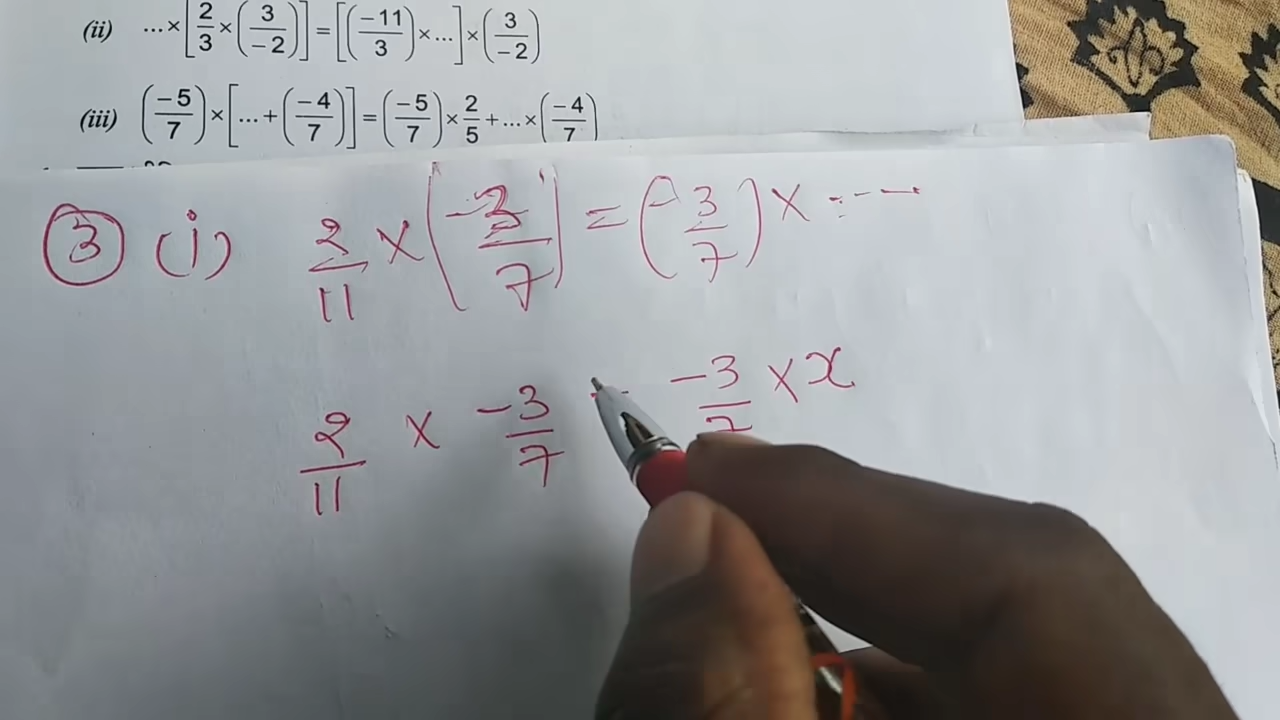 (ii) ...×[2/3×(3/-2)]=[(-11/3)×...]×(3/-2)
(iii) (-5/7)×[...+(-4/7)]=(-5/7)×2/5+...×(-4/7)
③ (i) 2/11 × (-3/7) = (-3/7) × ...
2/11 × -3/7 = -3/7 × x